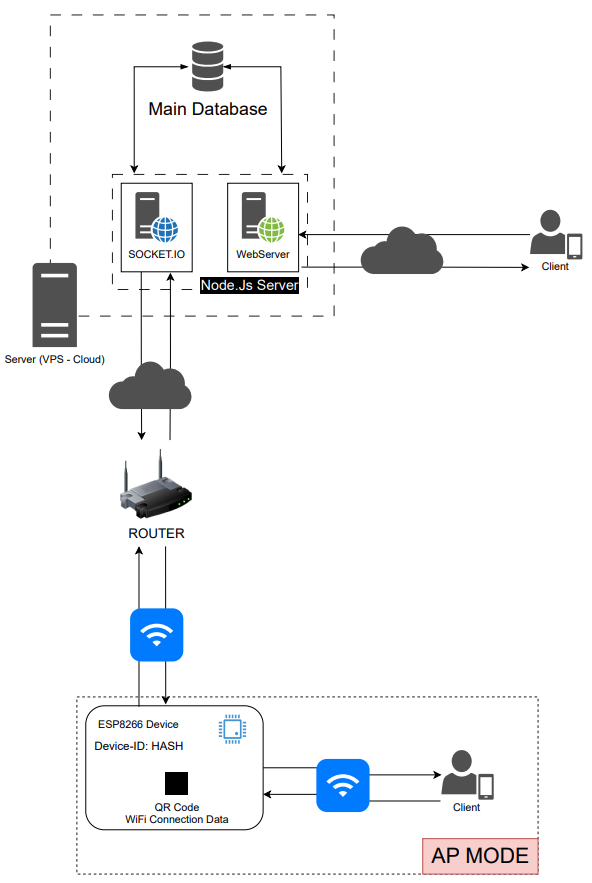 Main Database
SOCKET.IO
WebServer
Node.Js Server
Client
Server (VPS - Cloud)
ROUTER
ESP8266 Device
Device-ID: HASH
QR Code
WiFi Connection Data
Client
AP MODE